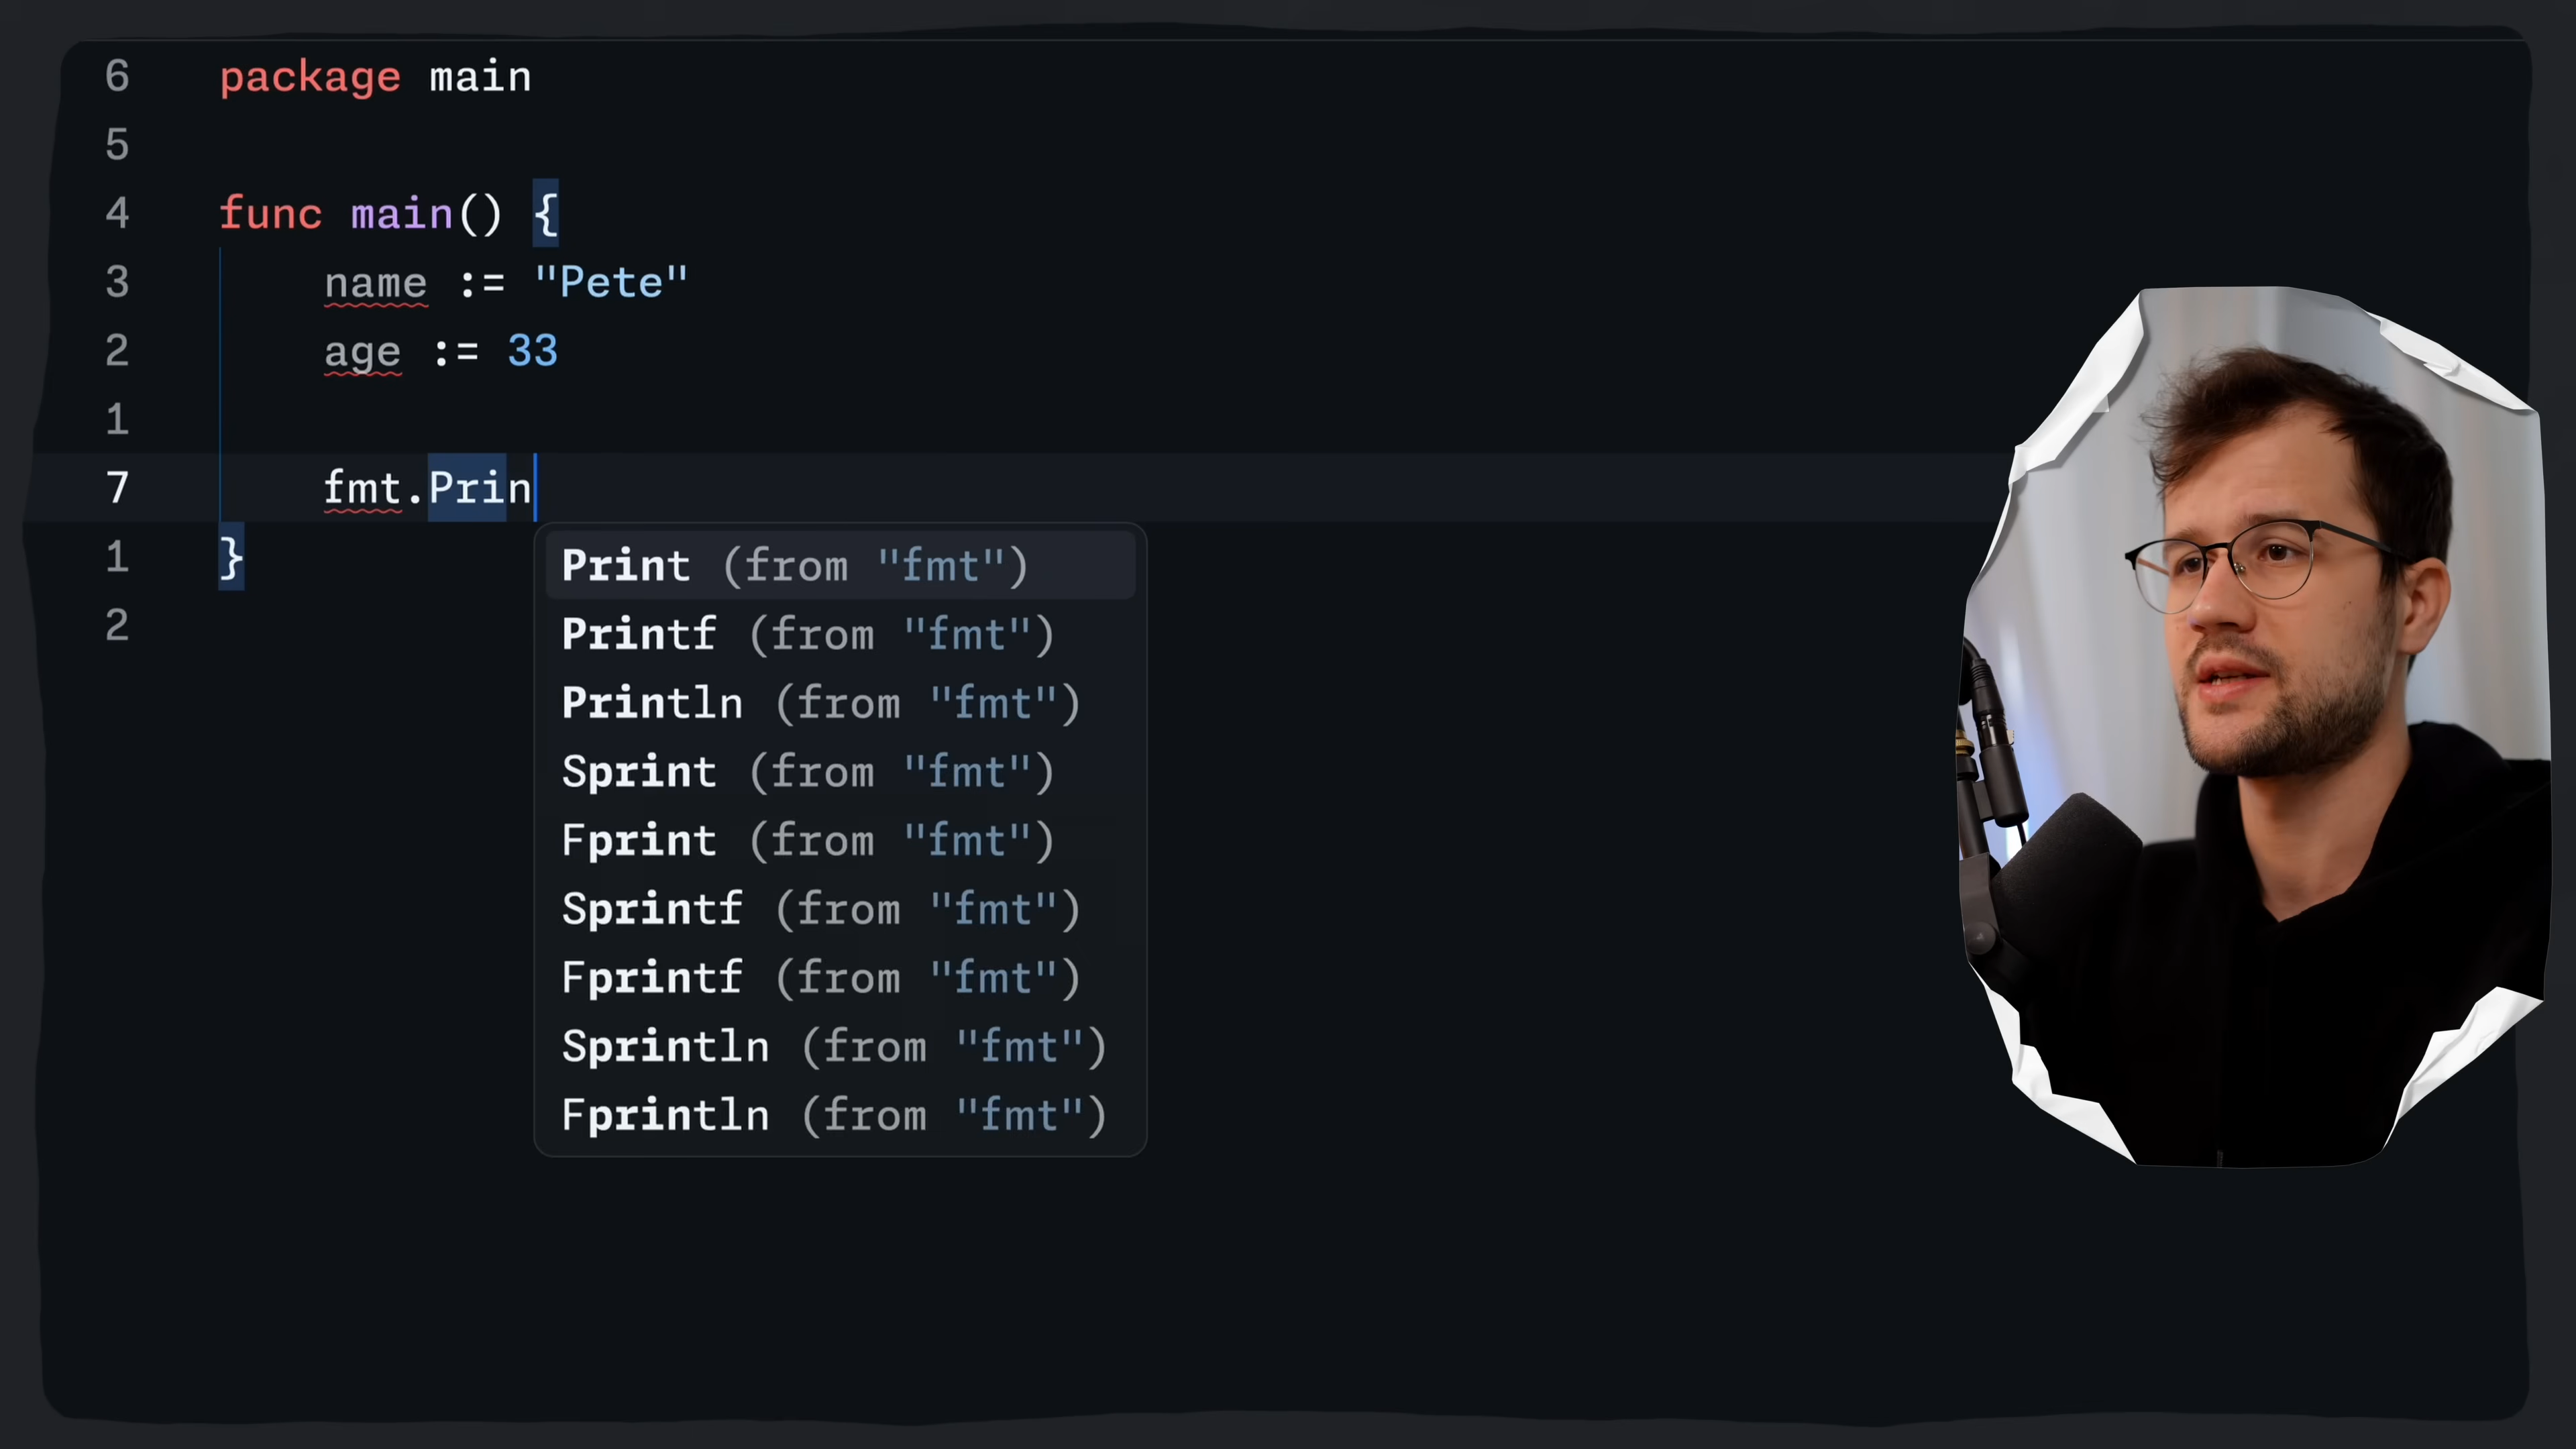 6 package main
5
4 func main() {
3 name := "Pete"
2 age := 33
1
7 fmt.Prin
1 }
2
Print (from "fmt")
Printf (from "fmt")
Println (from "fmt")
Sprint (from "fmt")
Fprint (from "fmt")
Sprintf (from "fmt")
Fprintf (from "fmt")
Sprintln (from "fmt")
Fprintln (from "fmt")